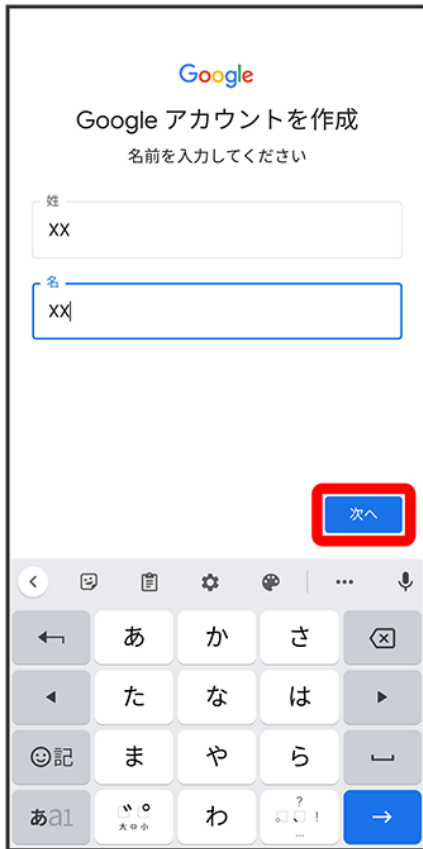 Google
Google アカウントを作成
名前を入力してください
姓
XX
名
XX
次へ
あ
か
さ
た
な
は
記
ま
や
ら
あa1
大⇔小
わ
?
!
...